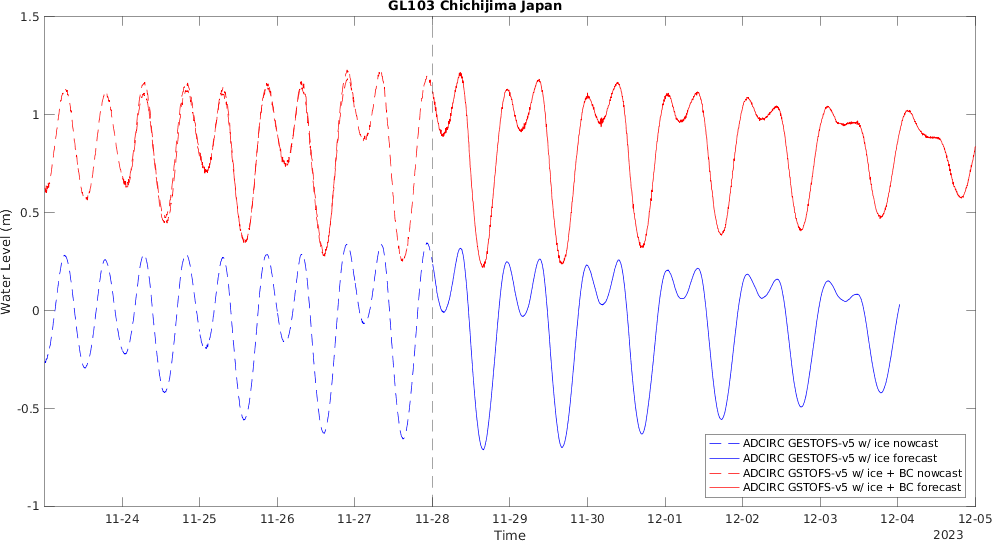 GL103 Chichijima Japan
1.5
1
0.5
0
-0.5
-1
Water Level (m)
11-24 11-25 11-26 11-27 11-28 11-29 11-30 12-01 12-02 12-03 12-04 12-05
Time
2023
ADCIRC GESTOFS-v5 w/ ice nowcast
ADCIRC GESTOFS-v5 w/ ice forecast
ADCIRC GSTOFS-v5 w/ ice + BC nowcast
ADCIRC GSTOFS-v5 w/ ice + BC forecast